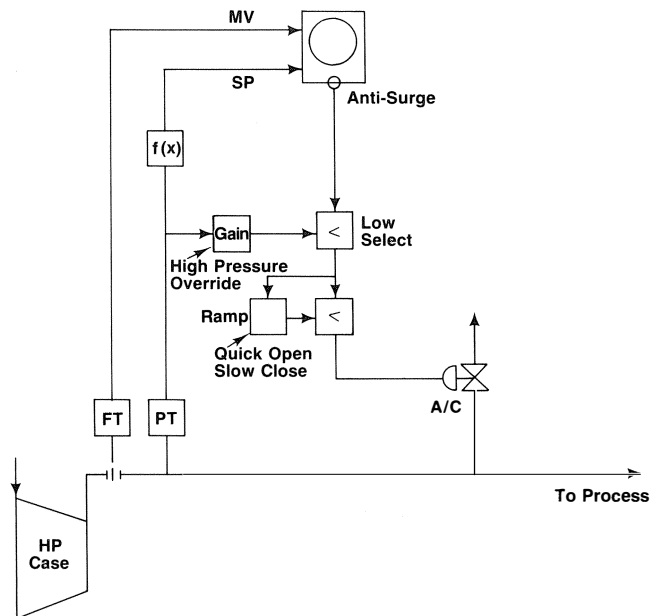 MV
SP
Anti-Surge
f(x)
Gain
<
Low
Select
High Pressure
Override
Ramp
<
Quick Open
Slow Close
A/C
FT
PT
To Process
HP
Case